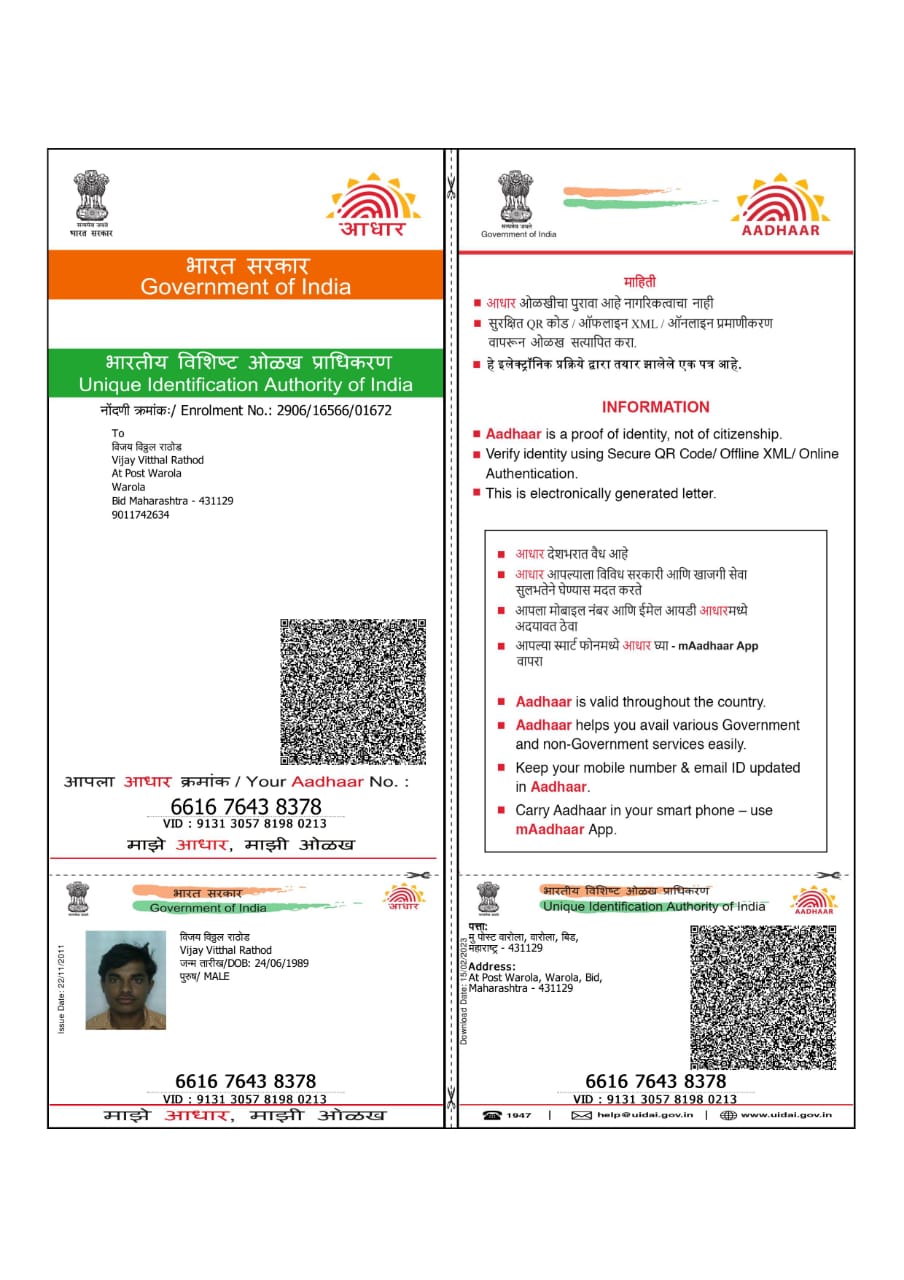 सत्यमेव जयते
भारत सरकार
आधार
भारत सरकार
Government of India
भारतीय विशिष्ट ओळख प्राधिकरण
Unique Identification Authority of India
नोंदणी क्रमांकः/ Enrolment No.: 2906/16566/01672
To
विजय विठ्ठल राठोड
Vijay Vitthal Rathod
At Post Warola
Warola
Bid Maharashtra - 431129
9011742634
आपला आधार क्रमांक / Your Aadhaar No. :
6616 7643 8378
VID : 9131 3057 8198 0213
माझे आधार, माझी ओळख
सत्यमेव जयते
Government of India
AADHAAR
माहिती
आधार ओळखीचा पुरावा आहे नागरिकत्वाचा नाही
सुरक्षित QR कोड / ऑफलाइन XML / ऑनलाइन प्रमाणीकरण
वापरून ओळख सत्यापित करा.
हे इलेक्ट्रॉनिक प्रक्रिये द्वारा तयार झालेले एक पत्र आहे.
INFORMATION
Aadhaar is a proof of identity, not of citizenship.
Verify identity using Secure QR Code/ Offline XML/ Online
Authentication.
This is electronically generated letter.
आधार देशभरात वैध आहे
आधार आपल्याला विविध सरकारी आणि खाजगी सेवा
सुलभतेने घेण्यास मदत करते
आपला मोबाइल नंबर आणि ईमेल आयडी आधारमध्ये
अदयावत ठेवा
आपल्या स्मार्ट फोनमध्ये आधार घ्या - mAadhaar App
वापरा
Aadhaar is valid throughout the country.
Aadhaar helps you avail various Government
and non-Government services easily.
Keep your mobile number & email ID updated
in Aadhaar.
Carry Aadhaar in your smart phone – use
mAadhaar App.
भारत सरकार
Government of India
आधार
Issue Date: 22/11/2011
विजय विठ्ठल राठोड
Vijay Vitthal Rathod
जन्म तारीख/DOB: 24/06/1989
पुरुष/ MALE
6616 7643 8378
VID : 9131 3057 8198 0213
माझे आधार, माझी ओळख
भारतीय विशिष्ट ओळख प्राधिकरण
Unique Identification Authority of India
AADHAAR
Download Date: 15/02/2023
पत्ता:
मु पोस्ट वारोला, वारोला, बिड,
महाराष्ट्र - 431129
Address:
At Post Warola, Warola, Bid,
Maharashtra - 431129
6616 7643 8378
VID : 9131 3057 8198 0213
1947 | help@uidai.gov.in | www.uidai.gov.in